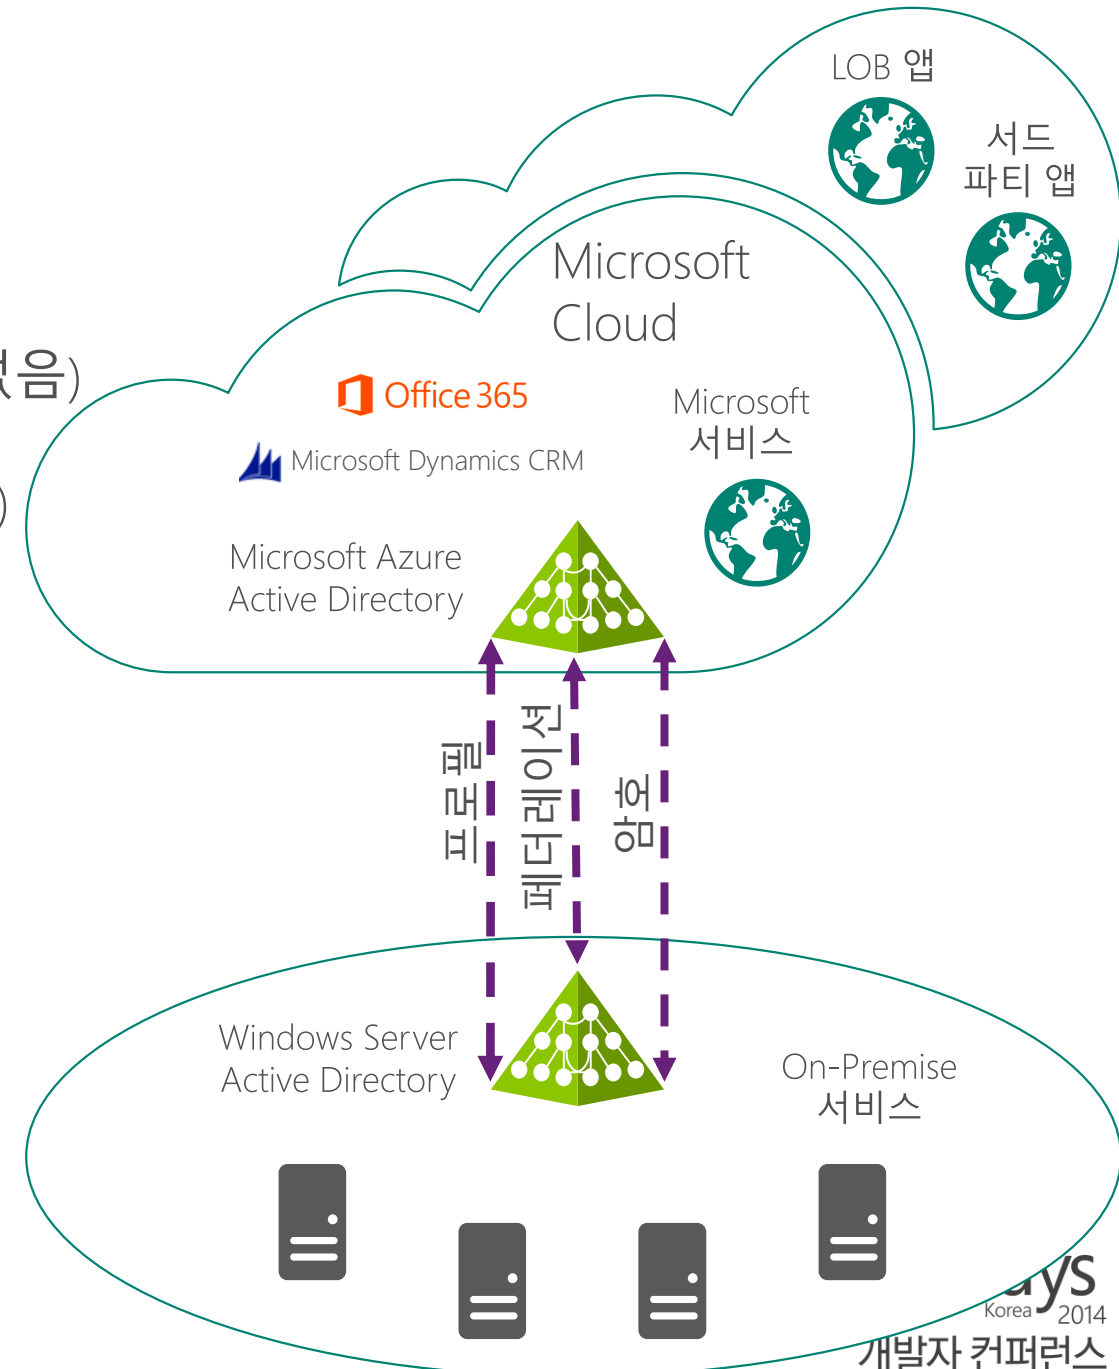 LOB 앱
서드
파티 앱
Microsoft
Cloud
음)
)
Office 365
Microsoft
서비스
Microsoft Dynamics CRM
Microsoft Azure
Active Directory
프로필
페더레이션
암호
Windows Server
Active Directory
On-Premise
서비스
ys
Korea 2014
개발자 컨퍼런스